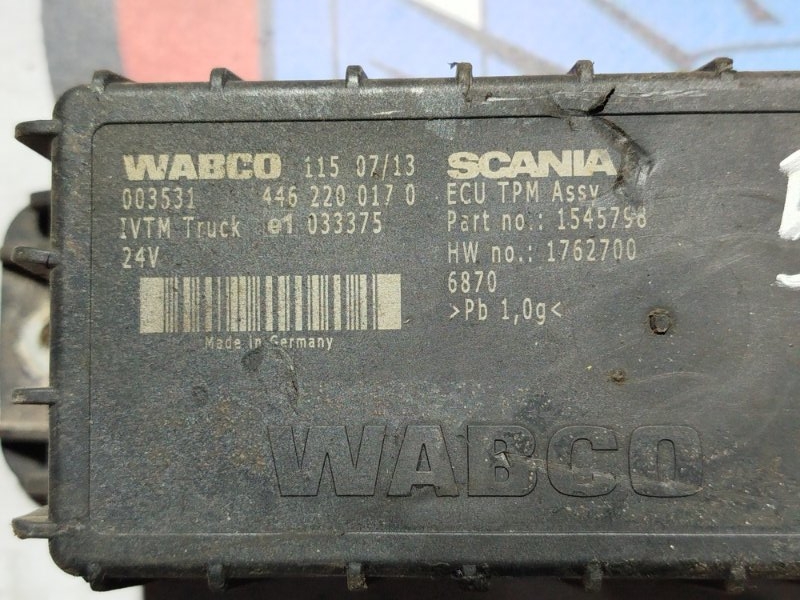 WABCO 115 07/13
003531 446 220 017 0
IVTM Truck e1 033375
24V
Made in Germany
SCANIA
ECU TPM Assy
Part no.: 1545798
HW no.: 1762700
6870
>Pb 1,0g<
WABCO